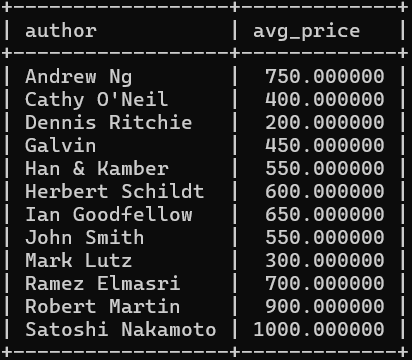 +------------------+-------------+
| author           | avg_price   |
+------------------+-------------+
| Andrew Ng        |  750.000000 |
| Cathy O'Neil     |  400.000000 |
| Dennis Ritchie   |  200.000000 |
| Galvin           |  450.000000 |
| Han & Kamber     |  550.000000 |
| Herbert Schildt  |  600.000000 |
| Ian Goodfellow   |  650.000000 |
| John Smith       |  550.000000 |
| Mark Lutz        |  300.000000 |
| Ramez Elmasri    |  700.000000 |
| Robert Martin    |  900.000000 |
| Satoshi Nakamoto | 1000.000000 |
+------------------+-------------+